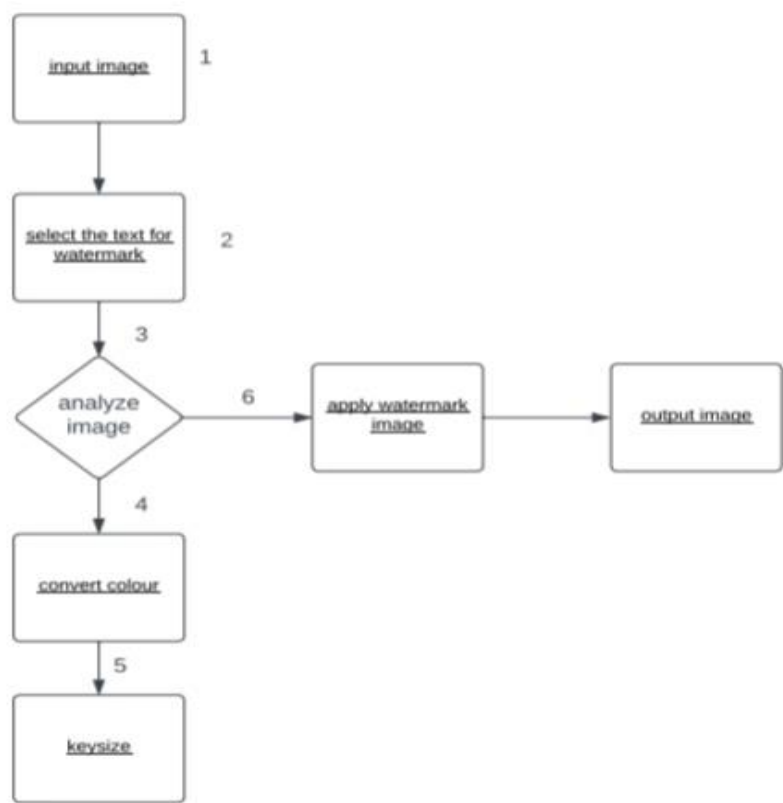 input image
1
select the text for
watermark
2
3
analyze
image
6
apply watermark
image
output image
4
convert colour
5
keysize